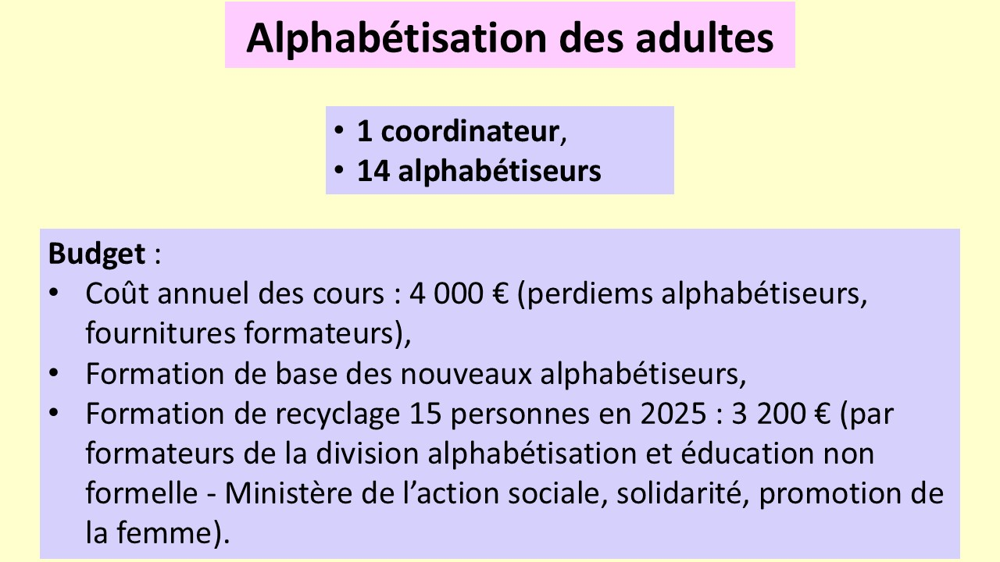 Alphabétisation des adultes
• 1 coordinateur,
• 14 alphabétiseurs
Budget :
• Coût annuel des cours : 4 000 € (perdiems alphabétiseurs,
fournitures formateurs),
• Formation de base des nouveaux alphabétiseurs,
• Formation de recyclage 15 personnes en 2025 : 3 200 € (par
formateurs de la division alphabétisation et éducation non
formelle - Ministère de l’action sociale, solidarité, promotion de
la femme).